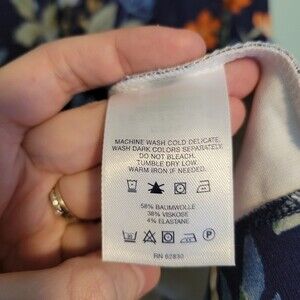 MACHINE WASH COLD DELICATE.
WASH DARK COLORS SEPARATELY.
DO NOT BLEACH.
TUMBLE DRY LOW.
WARM IRON IF NEEDED.
58% BAUMWOLLE
38% VISKOSE
4% ELASTANE
P
RN 62830